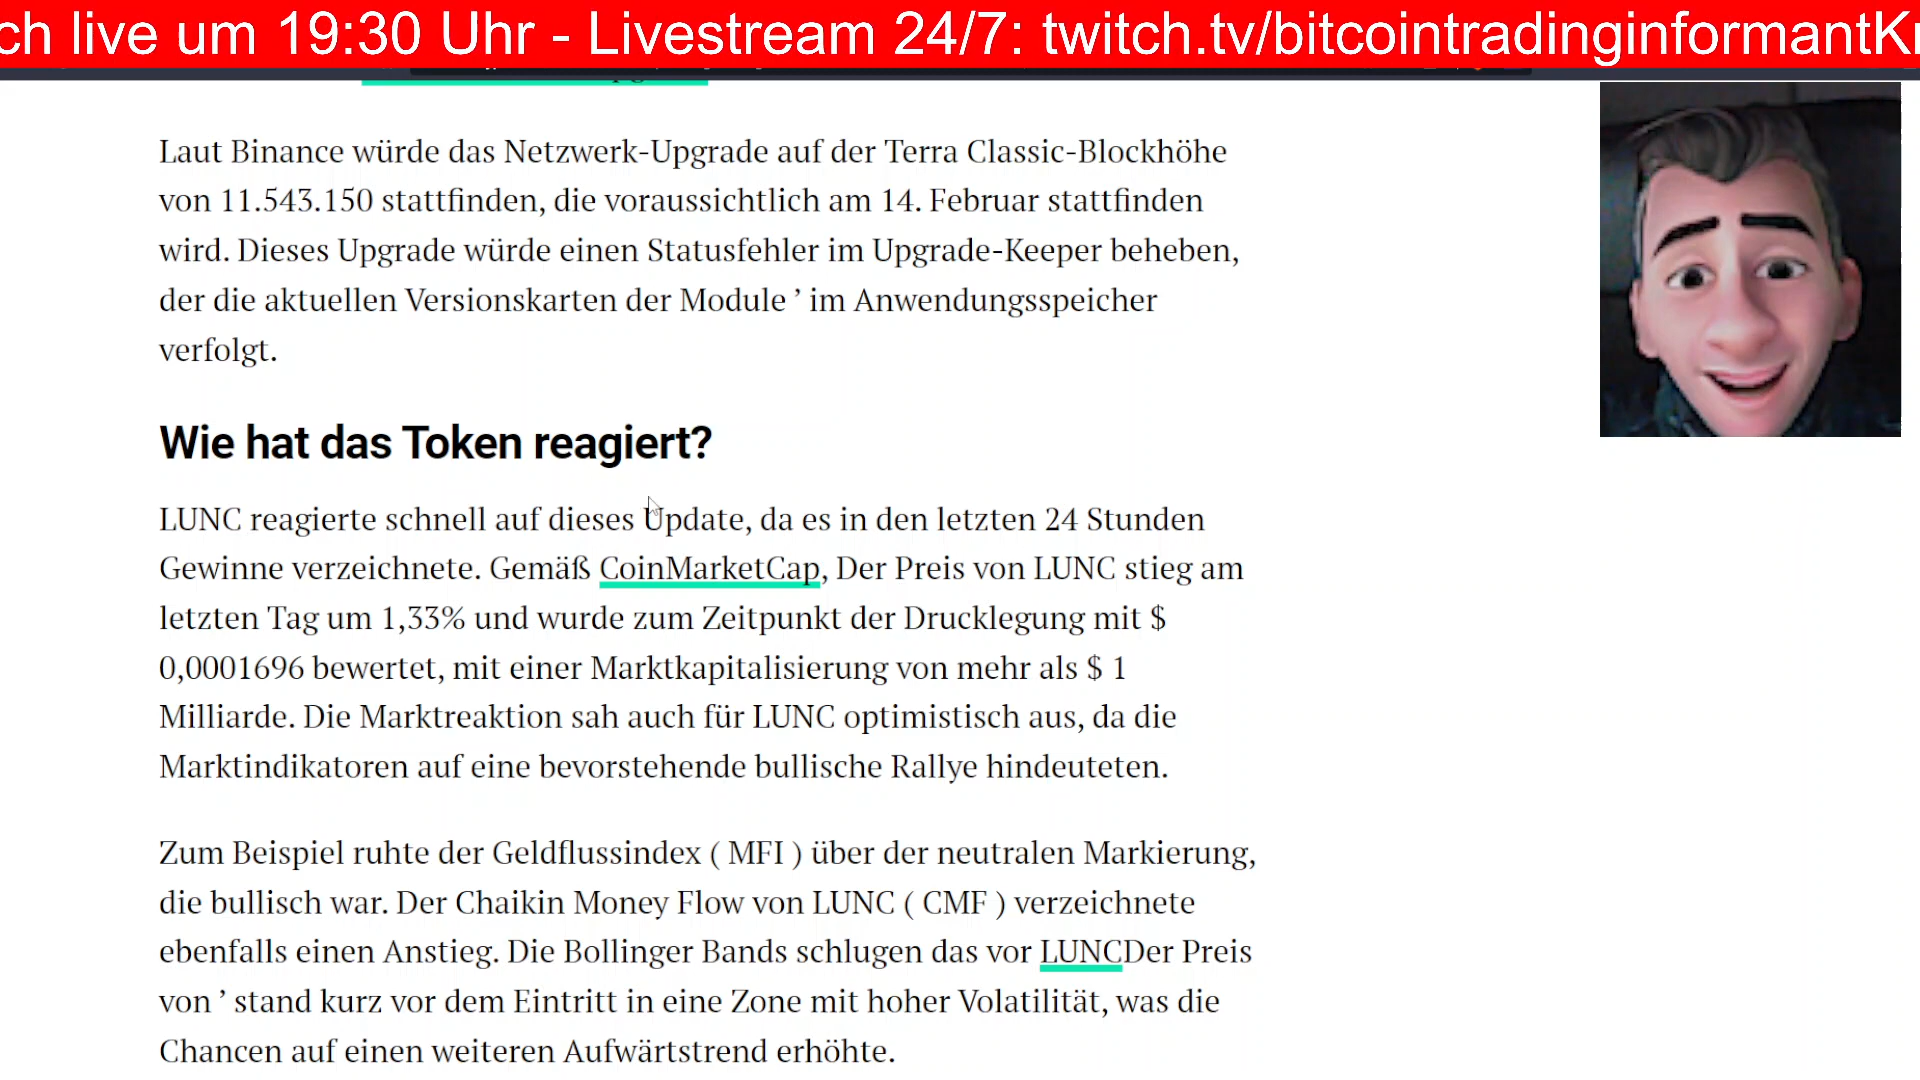 ch live um 19:30 Uhr - Livestream 24/7: twitch.tv/bitcointradinginformantKr
Laut Binance würde das Netzwerk-Upgrade auf der Terra Classic-Blockhöhe
von 11.543.150 stattfinden, die voraussichtlich am 14. Februar stattfinden
wird. Dieses Upgrade würde einen Statusfehler im Upgrade-Keeper beheben,
der die aktuellen Versionskarten der Module ’ im Anwendungsspeicher
verfolgt.
Wie hat das Token reagiert?
LUNC reagierte schnell auf dieses Update, da es in den letzten 24 Stunden
Gewinne verzeichnete. Gemäß CoinMarketCap, Der Preis von LUNC stieg am
letzten Tag um 1,33% und wurde zum Zeitpunkt der Drucklegung mit $
0,0001696 bewertet, mit einer Marktkapitalisierung von mehr als $ 1
Milliarde. Die Marktreaktion sah auch für LUNC optimistisch aus, da die
Marktindikatoren auf eine bevorstehende bullische Rallye hindeuteten.
Zum Beispiel ruhte der Geldflussindex ( MFI ) über der neutralen Markierung,
die bullisch war. Der Chaikin Money Flow von LUNC ( CMF ) verzeichnete
ebenfalls einen Anstieg. Die Bollinger Bands schlugen das vor LUNCDer Preis
von ’ stand kurz vor dem Eintritt in eine Zone mit hoher Volatilität, was die
Chancen auf einen weiteren Aufwärtstrend erhöhte.